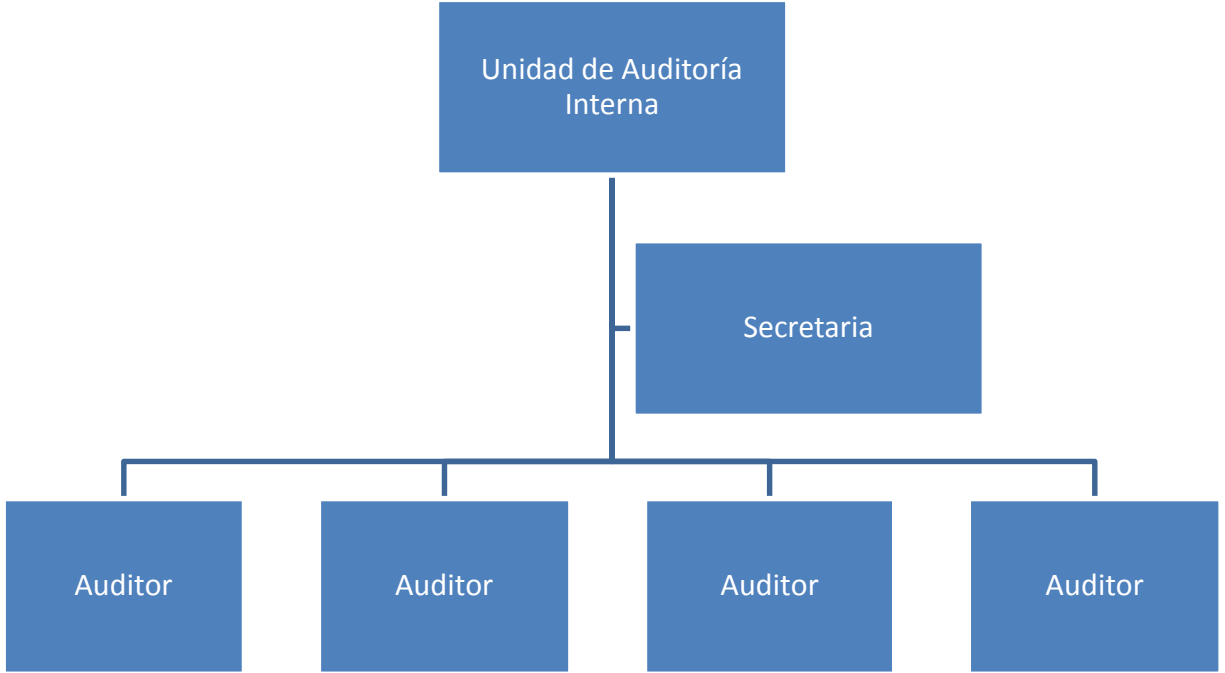 Unidad de Auditoría
Interna
Secretaria
Auditor
Auditor
Auditor
Auditor